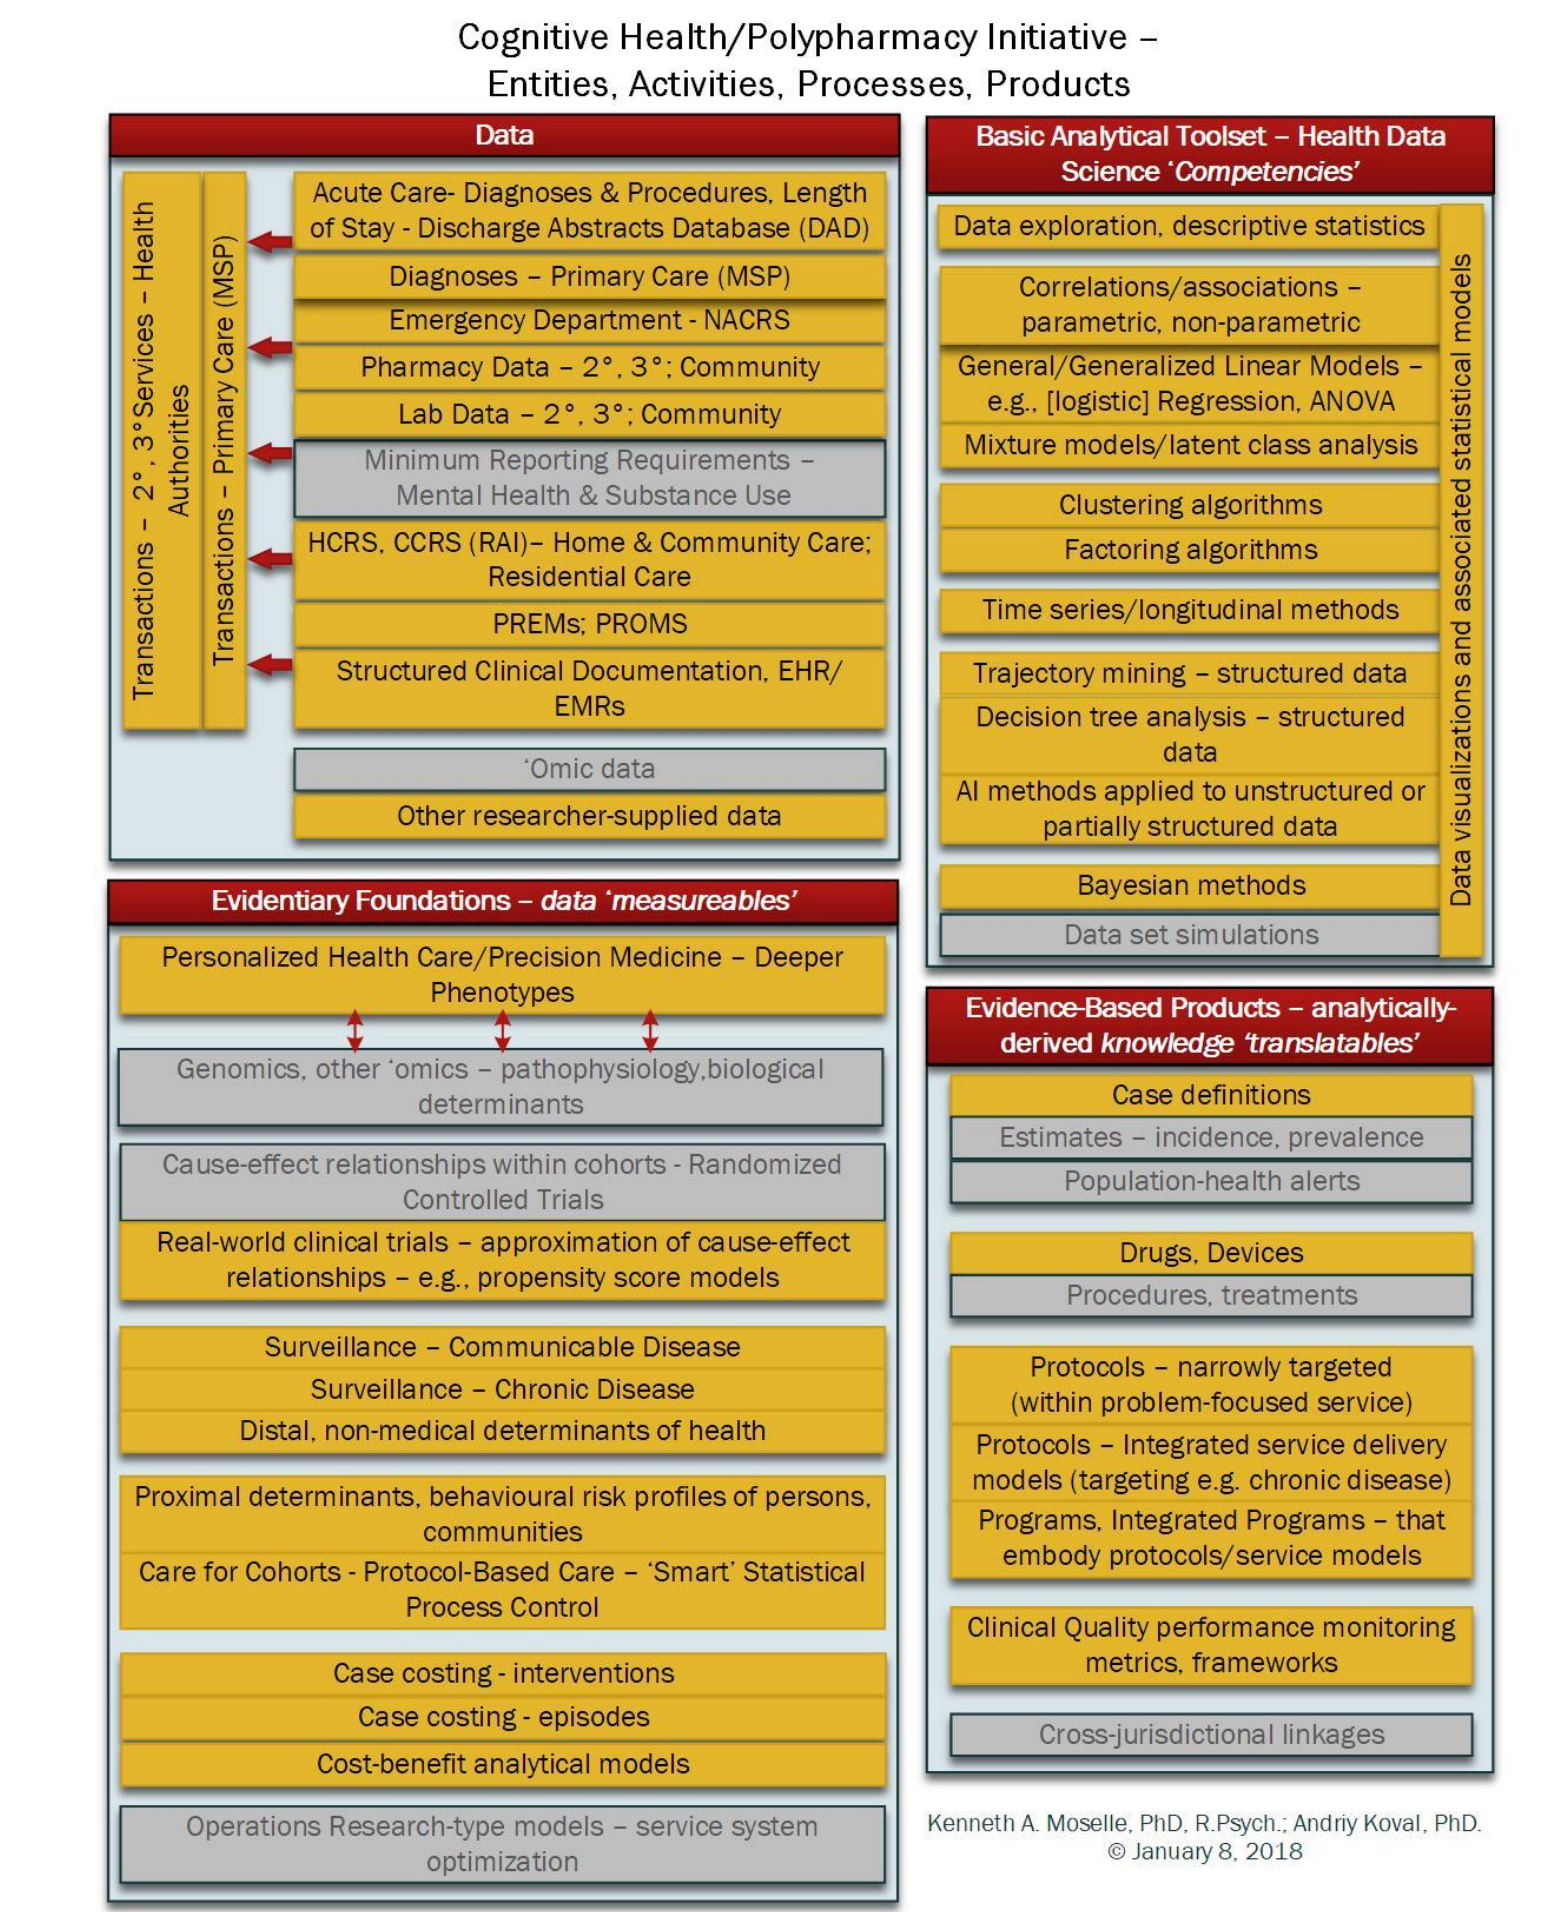 Cognitive Health/Polypharmacy Initiative –
Entities, Activities, Processes, Products
Data
Transactions – 2°, 3°Services – Health
Authorities
Transactions – Primary Care (MSP)
Acute Care- Diagnoses & Procedures, Length
of Stay - Discharge Abstracts Database (DAD)
Diagnoses – Primary Care (MSP)
Emergency Department - NACRS
Pharmacy Data – 2°, 3°; Community
Lab Data – 2°, 3°; Community
Minimum Reporting Requirements –
Mental Health & Substance Use
HCRS, CCRS (RAI)– Home & Community Care;
Residential Care
PREMs; PROMS
Structured Clinical Documentation, EHR/
EMRs
‘Omic data
Other researcher-supplied data
Evidentiary Foundations – data ‘measureables’
Personalized Health Care/Precision Medicine – Deeper
Phenotypes
Genomics, other ‘omics – pathophysiology,biological
determinants
Cause-effect relationships within cohorts - Randomized
Controlled Trials
Real-world clinical trials – approximation of cause-effect
relationships – e.g., propensity score models
Surveillance – Communicable Disease
Surveillance – Chronic Disease
Distal, non-medical determinants of health
Proximal determinants, behavioural risk profiles of persons,
communities
Care for Cohorts - Protocol-Based Care – ‘Smart’ Statistical
Process Control
Case costing - interventions
Case costing - episodes
Cost-benefit analytical models
Operations Research-type models – service system
optimization
Basic Analytical Toolset – Health Data
Science ‘Competencies’
Data exploration, descriptive statistics
Correlations/associations –
parametric, non-parametric
General/Generalized Linear Models –
e.g., [logistic] Regression, ANOVA
Mixture models/latent class analysis
Clustering algorithms
Factoring algorithms
Time series/longitudinal methods
Trajectory mining – structured data
Decision tree analysis – structured
data
AI methods applied to unstructured or
partially structured data
Bayesian methods
Data set simulations
Data visualizations and associated statistical models
Evidence-Based Products – analytically-
derived knowledge ‘translatables’
Case definitions
Estimates – incidence, prevalence
Population-health alerts
Drugs, Devices
Procedures, treatments
Protocols – narrowly targeted
(within problem-focused service)
Protocols – Integrated service delivery
models (targeting e.g. chronic disease)
Programs, Integrated Programs – that
embody protocols/service models
Clinical Quality performance monitoring
metrics, frameworks
Cross-jurisdictional linkages
Kenneth A. Moselle, PhD, R.Psych.; Andriy Koval, PhD.
© January 8, 2018